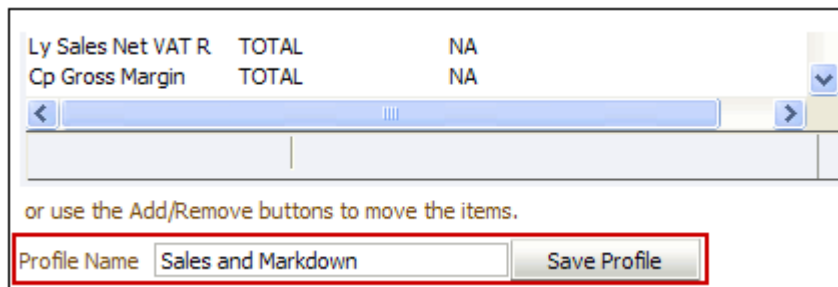 Ly Sales Net VAT R TOTAL NA
Cp Gross Margin TOTAL NA
or use the Add/Remove buttons to move the items.
Profile Name Sales and Markdown Save Profile